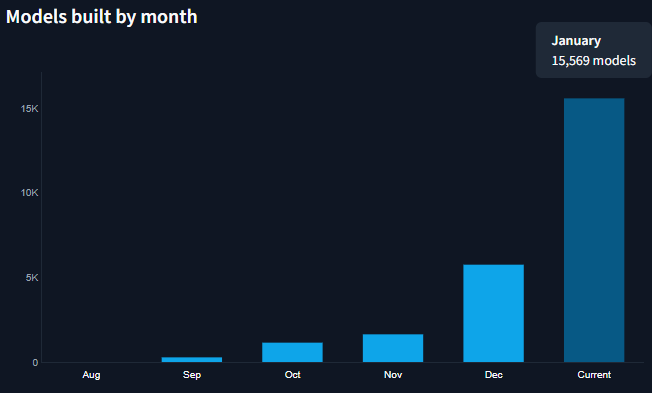 Models built by month
January
15,569 models
15K
10K
5K
0
Aug Sep Oct Nov Dec Current